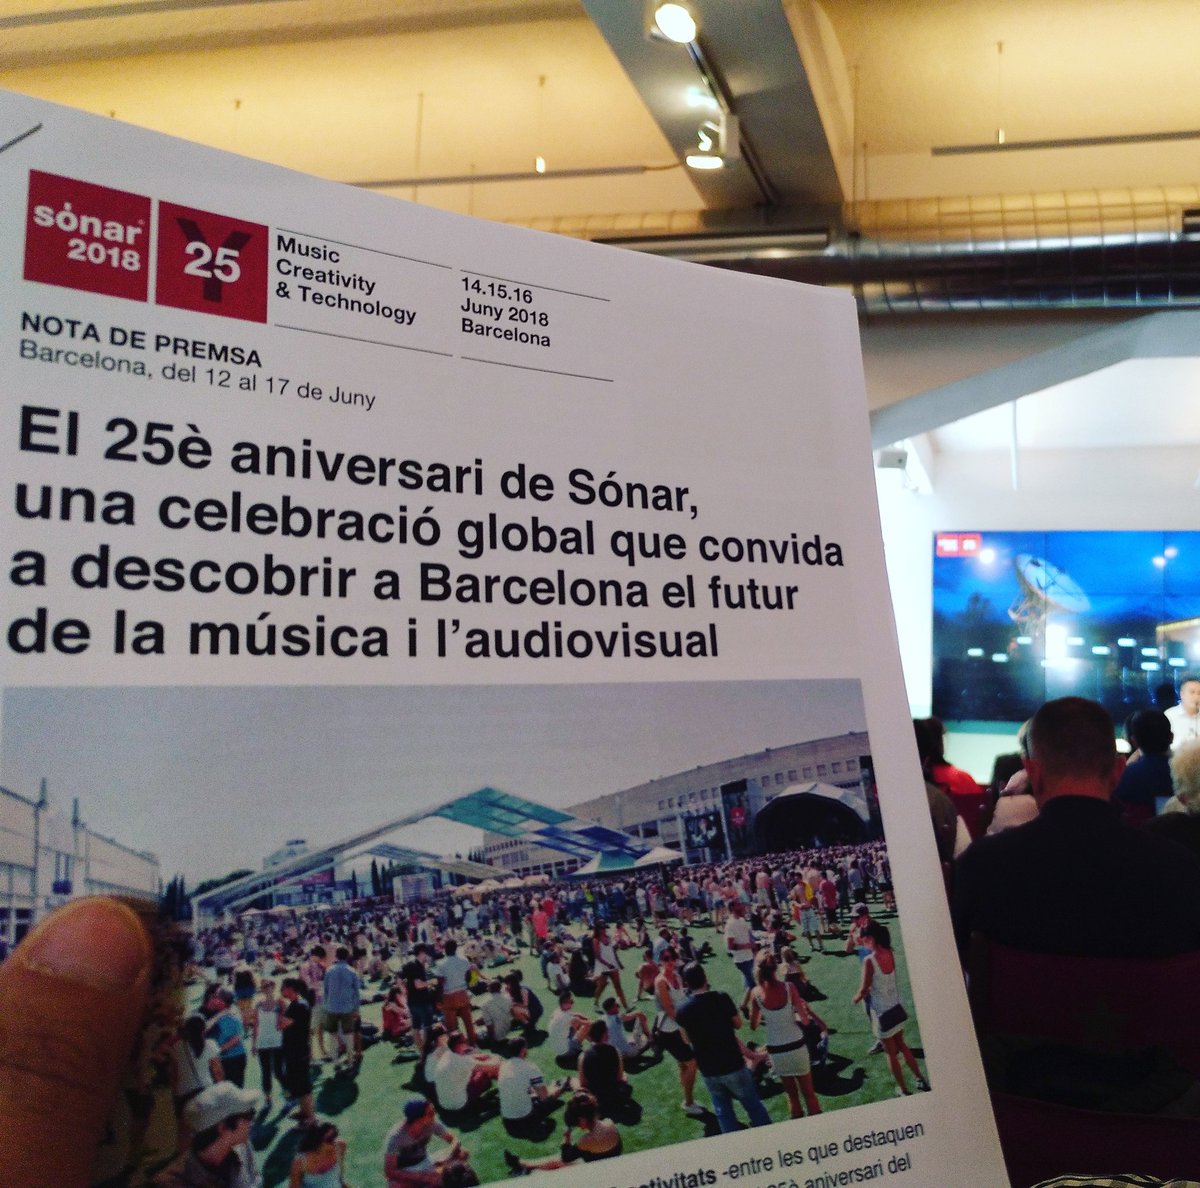 sónar
2018
Y
25
Music
Creativity
& Technology
14.15.16
Juny 2018
Barcelona
NOTA DE PREMSA
Barcelona, del 12 al 17 de Juny
El 25è aniversari de Sónar,
una celebració global que convida
a descobrir a Barcelona el futur
de la música i l’audiovisual
-entre les que destaquen
aniversari del